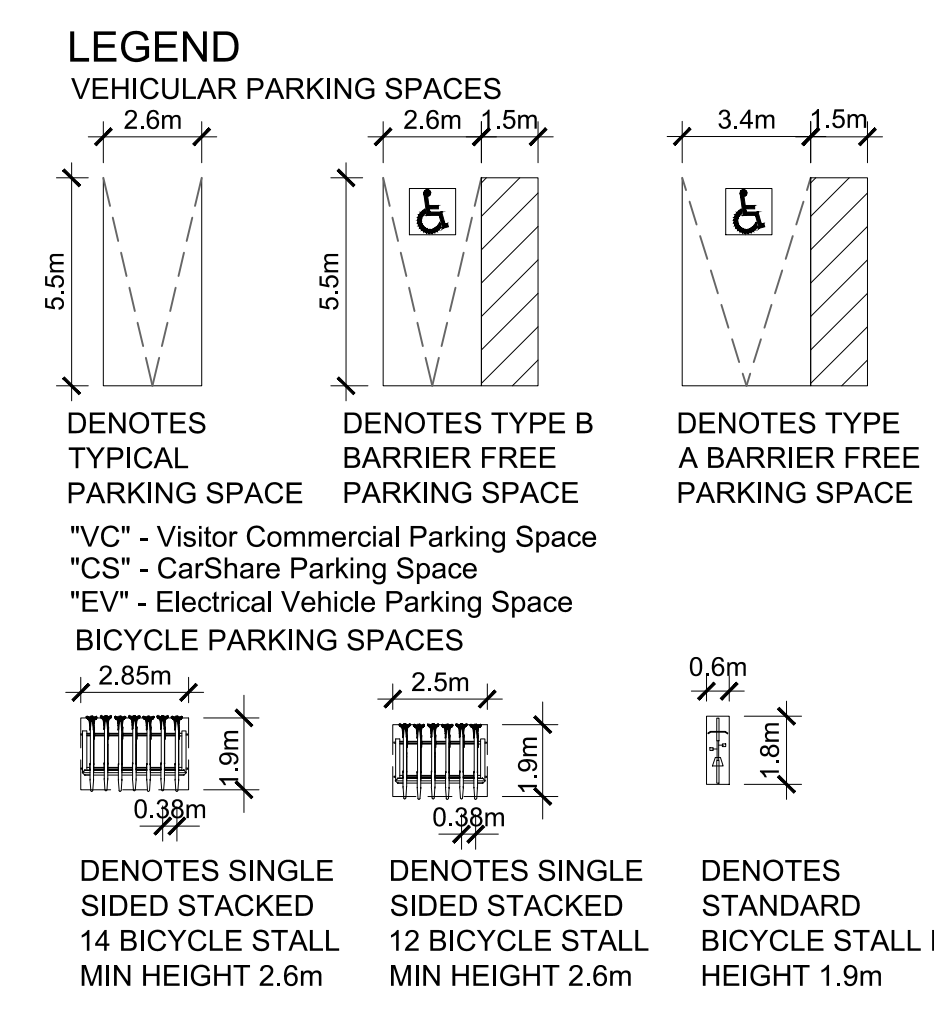 LEGEND
VEHICULAR PARKING SPACES
2.6m
2.6m 1.5m
3.4m 1.5m
5.5m
5.5m
DENOTES
TYPICAL
PARKING SPACE
DENOTES TYPE B
BARRIER FREE
PARKING SPACE
DENOTES TYPE
A BARRIER FREE
PARKING SPACE
"VC" - Visitor Commercial Parking Space
"CS" - CarShare Parking Space
"EV" - Electrical Vehicle Parking Space
BICYCLE PARKING SPACES
2.85m
1.9m
0.38m
2.5m
1.9m
0.38m
0.6m
1.8m
DENOTES SINGLE
SIDED STACKED
14 BICYCLE STALL
MIN HEIGHT 2.6m
DENOTES SINGLE
SIDED STACKED
12 BICYCLE STALL
MIN HEIGHT 2.6m
DENOTES
STANDARD
BICYCLE STALL
HEIGHT 1.9m